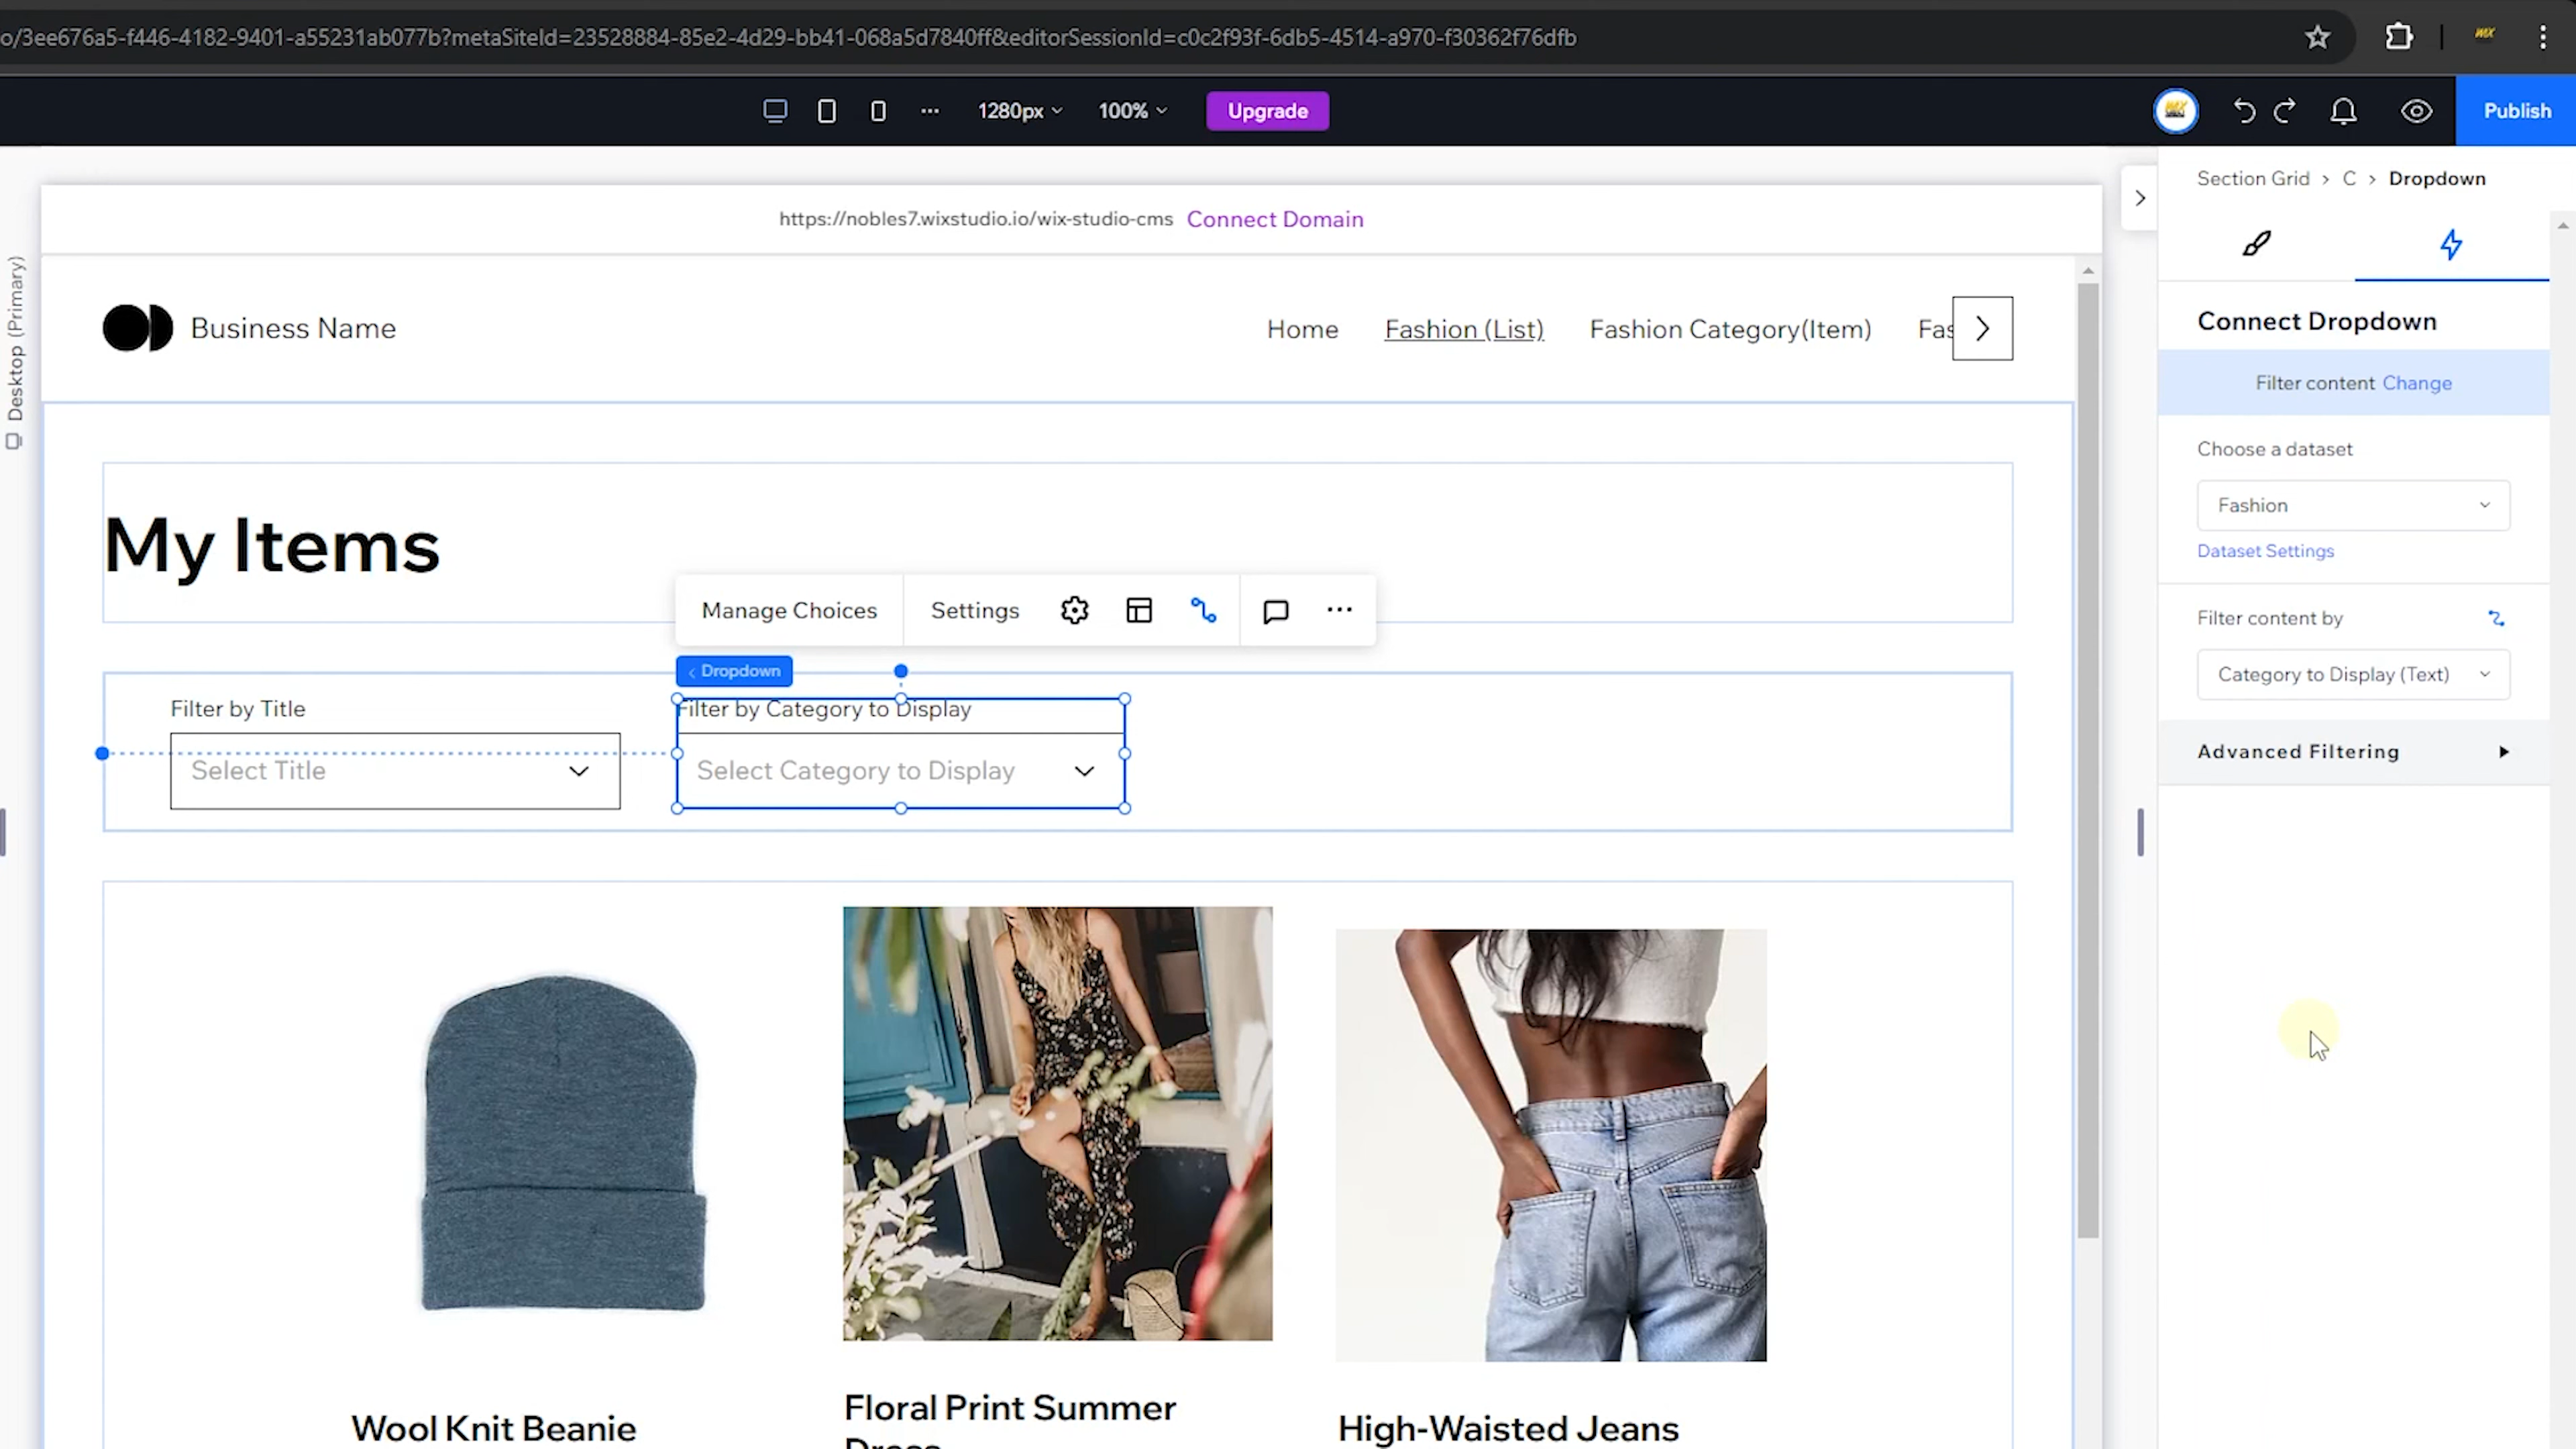 o/3ee676a5-f446-4182-9401-a55231ab077b?metaSiteId=23528884-85e2-4d29-bb41-068a5d7840ff&editorSessionId=c0c2f93f-6db5-4514-a970-f30362f76dfb
1280px
100%
Upgrade
Publish
Section Grid > C > Dropdown
https://nobles7.wixstudio.io/wix-studio-cms Connect Domain
Desktop (Primary)
Business Name
Home
Fashion (List)
Fashion Category(Item)
Fas
Connect Dropdown
Filter content Change
Choose a dataset
Fashion
Dataset Settings
Filter content by
Category to Display (Text)
Advanced Filtering
My Items
Manage Choices
Settings
Dropdown
Filter by Title
Select Title
Filter by Category to Display
Select Category to Display
Wool Knit Beanie
Floral Print Summer
Dress
High-Waisted Jeans